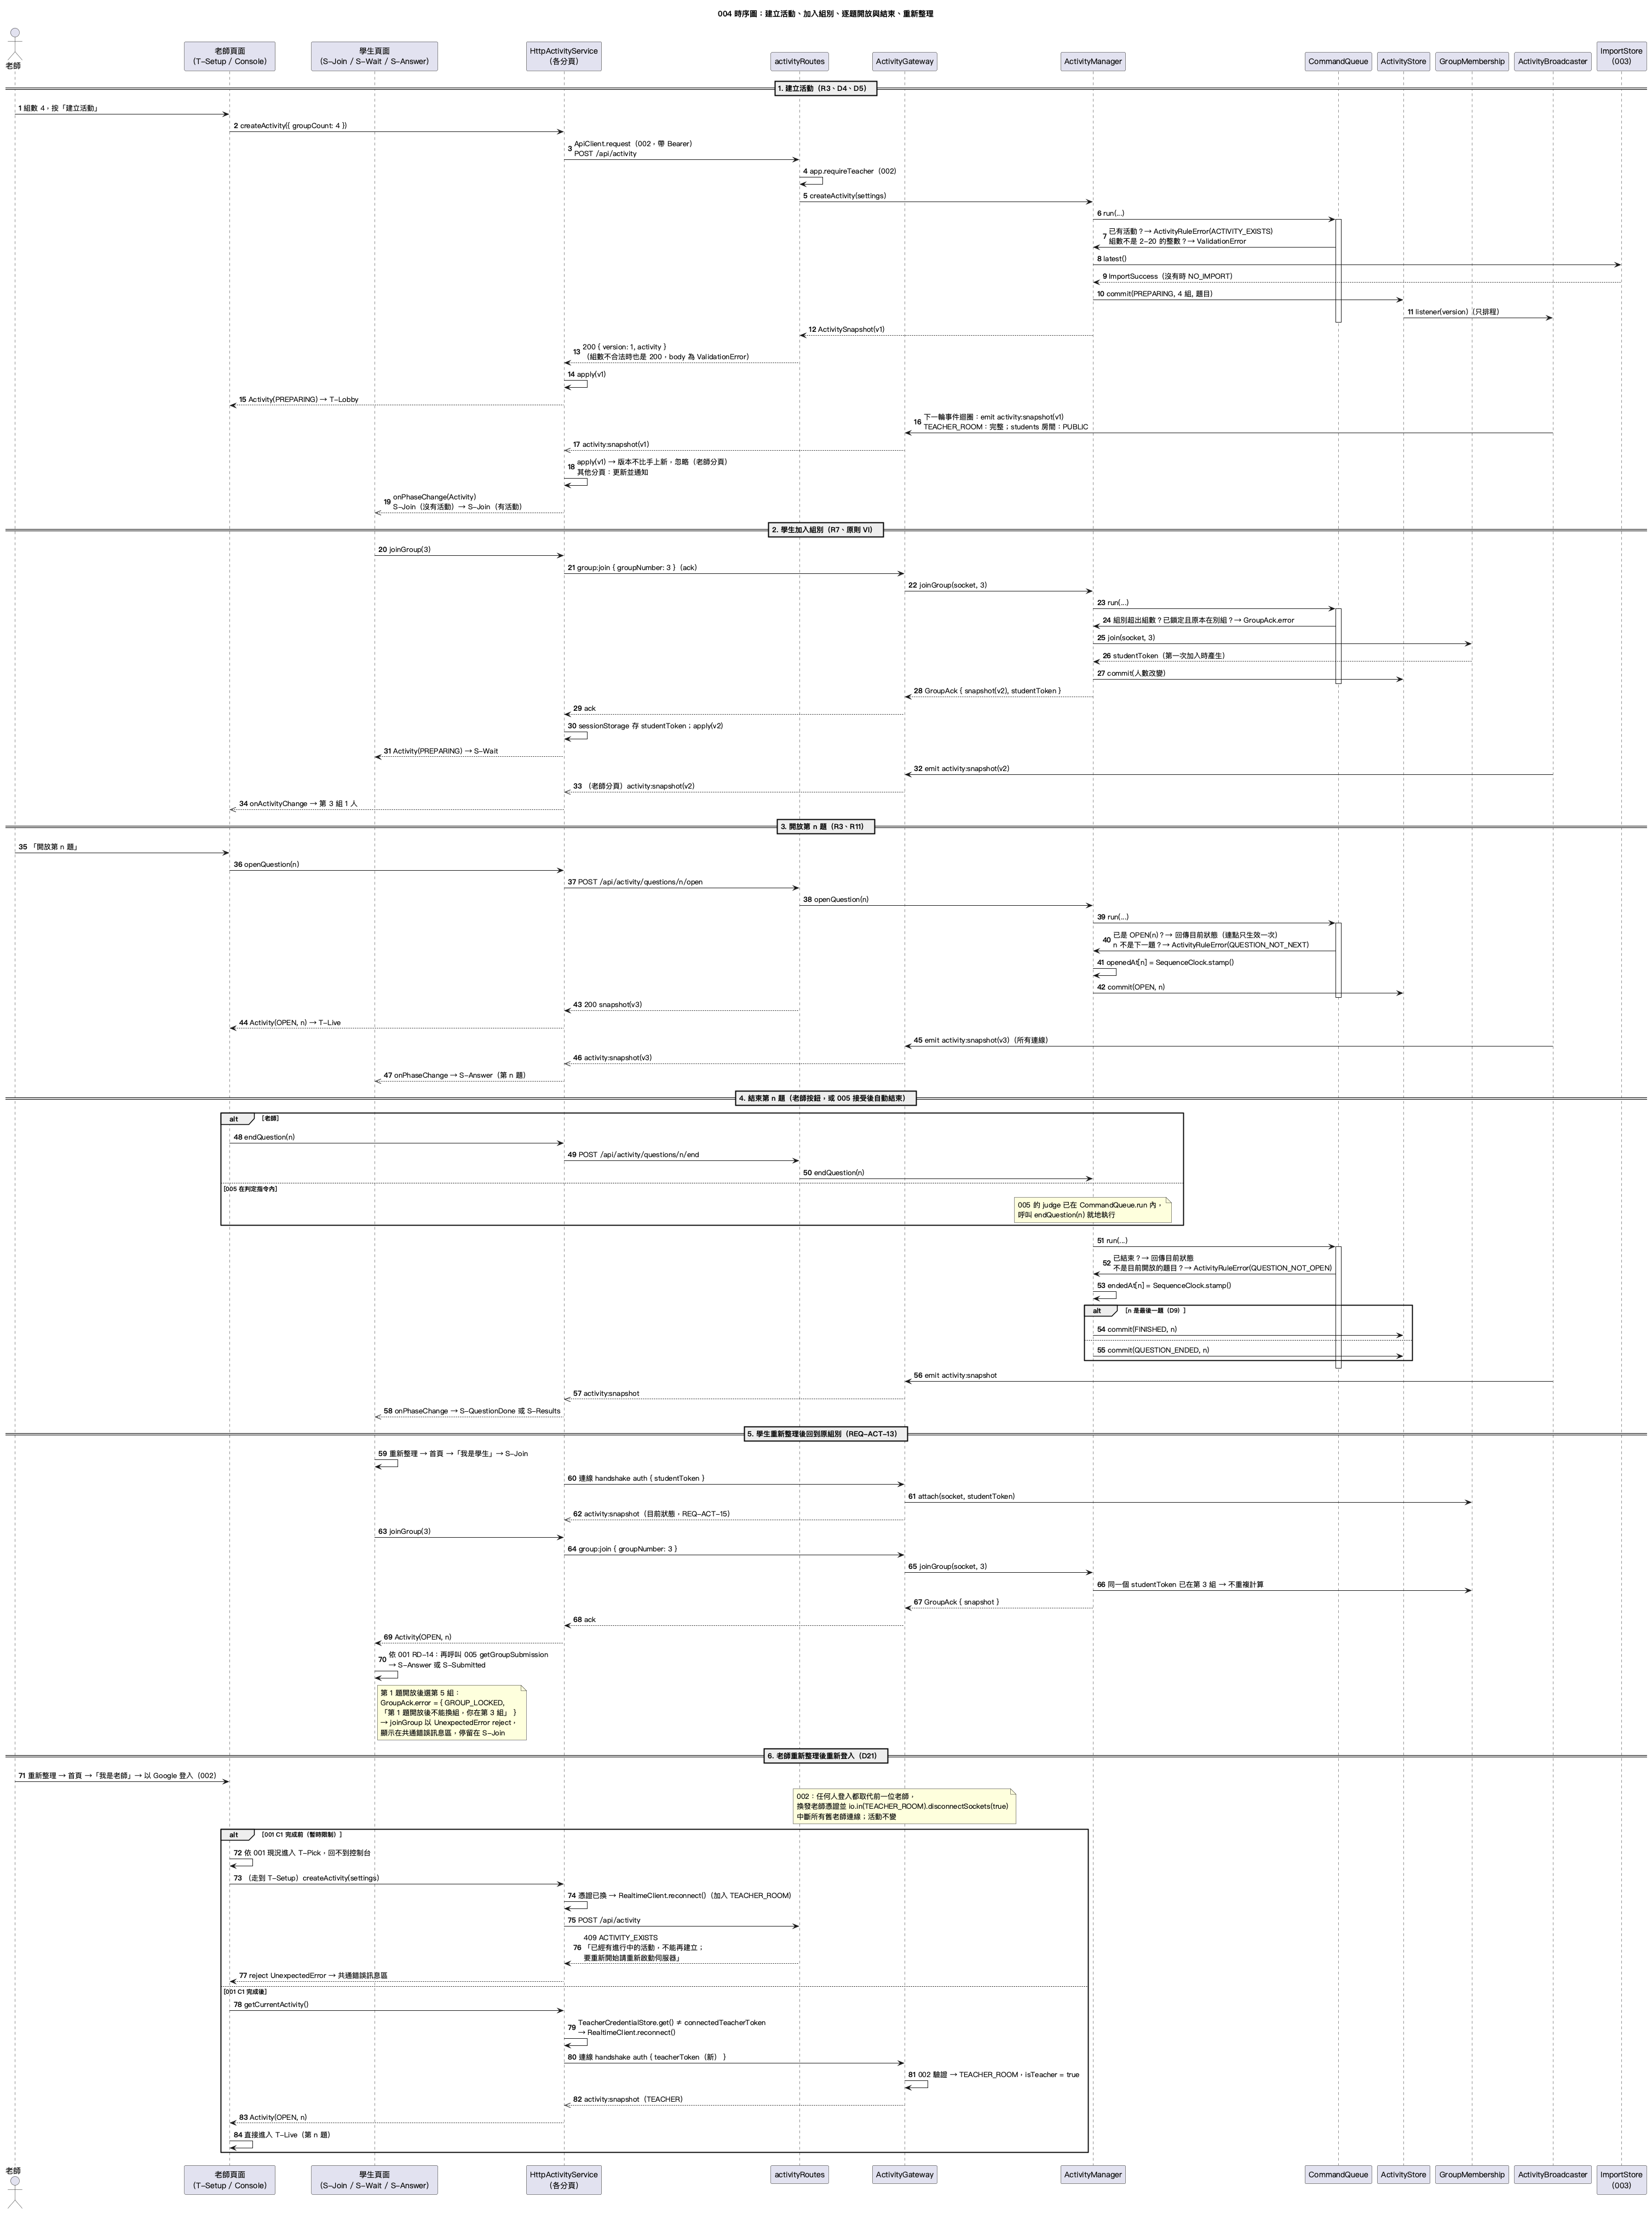 004 時序圖：建立活動、加入組別、逐題開放與結束、重新整理
老師
老師頁面
(T-Setup / Console)
學生頁面
(S-Join / S-Wait / S-Answer)
HttpActivityService
(各分頁)
activityRoutes
ActivityGateway
ActivityManager
CommandQueue
ActivityStore
GroupMembership
ActivityBroadcaster
ImportStore
(003)
1. 建立活動（R3、D4、D5）
1 組數 4，按「建立活動」
2 createActivity({ groupCount: 4 })
3 ApiClient.request（002，帶 Bearer）
POST /api/activity
4 app.requireTeacher（002）
5 createActivity(settings)
6 run(...)
7 已有活動？→ ActivityRuleError(ACTIVITY_EXISTS)
組數不是 2–20 的整數？→ ValidationError
8 latest()
9 ImportSuccess（沒有時 NO_IMPORT）
10 commit(PREPARING, 4 組, 題目)
11 listener(version)（只排程）
12 ActivitySnapshot(v1)
13 200 { version: 1, activity }
（組數不合法時也是 200，body 為 ValidationError）
14 apply(v1)
15 Activity(PREPARING) → T-Lobby
16 下一輪事件迴圈：emit activity:snapshot(v1)
TEACHER_ROOM：完整；students 房間：PUBLIC
17 activity:snapshot(v1)
18 apply(v1) → 版本不比手上新，忽略（老師分頁）
其他分頁：更新並通知
19 onPhaseChange(Activity)
S-Join（沒有活動）→ S-Join（有活動）
2. 學生加入組別（R7、原則 VI）
20 joinGroup(3)
21 group:join { groupNumber: 3 }（ack）
22 joinGroup(socket, 3)
23 run(...)
24 組別超出組數？已鎖定且原本在別組？→ GroupAck.error
25 join(socket, 3)
26 studentToken（第一次加入時產生）
27 commit(人數改變)
28 GroupAck { snapshot(v2), studentToken }
29 ack
30 sessionStorage 存 studentToken；apply(v2)
31 Activity(PREPARING) → S-Wait
32 emit activity:snapshot(v2)
33 （老師分頁）activity:snapshot(v2)
34 onActivityChange → 第 3 組 1 人
3. 開放第 n 題（R3、R11）
35 「開放第 n 題」
36 openQuestion(n)
37 POST /api/activity/questions/n/open
38 openQuestion(n)
39 run(...)
40 已是 OPEN(n)？→ 回傳目前狀態（連點只生效一次）
n 不是下一題？→ ActivityRuleError(QUESTION_NOT_NEXT)
41 openedAt[n] = SequenceClock.stamp()
42 commit(OPEN, n)
43 200 snapshot(v3)
44 Activity(OPEN, n) → T-Live
45 emit activity:snapshot(v3)（所有連線）
46 activity:snapshot(v3)
47 onPhaseChange → S-Answer（第 n 題）
4. 結束第 n 題（老師按鈕，或 005 接受後自動結束）
alt [老師]
48 endQuestion(n)
49 POST /api/activity/questions/n/end
50 endQuestion(n)
[005 在判定指令內]
005 的 judge 已在 CommandQueue.run 內，
呼叫 endQuestion(n) 就地執行
51 run(...)
52 已結束？→ 回傳目前狀態
不是目前開放的題目？→ ActivityRuleError(QUESTION_NOT_OPEN)
53 endedAt[n] = SequenceClock.stamp()
alt [n 是最後一題（D9）]
54 commit(FINISHED, n)
55 commit(QUESTION_ENDED, n)
56 emit activity:snapshot
57 activity:snapshot
58 onPhaseChange → S-QuestionDone 或 S-Results
5. 學生重新整理後回到原組別（REQ-ACT-13）
59 重新整理 → 首頁 →「我是學生」→ S-Join
60 連線 handshake auth { studentToken }
61 attach(socket, studentToken)
62 activity:snapshot（目前狀態，REQ-ACT-15）
63 joinGroup(3)
64 group:join { groupNumber: 3 }
65 joinGroup(socket, 3)
66 同一個 studentToken 已在第 3 組 → 不重複計算
67 GroupAck { snapshot }
68 ack
69 Activity(OPEN, n)
70 依 001 RD-14：再呼叫 005 getGroupSubmission
→ S-Answer 或 S-Submitted
第 1 題開放後選第 5 組：
GroupAck.error = { GROUP_LOCKED,
「第 1 題開放後不能換組，你在第 3 組」 }
→ joinGroup 以 UnexpectedError reject，
顯示在共通錯誤訊息區，停留在 S-Join
6. 老師重新整理後重新登入（D21）
71 重新整理 → 首頁 →「我是老師」→ 以 Google 登入（002）
002：任何人登入都取代前一位老師，
換發老師憑證並 io.in(TEACHER_ROOM).disconnectSockets(true)
中斷所有舊老師連線；活動不變
alt [001 C1 完成前（暫時限制）]
72 依 001 現況進入 T-Pick，回不到控制台
73 （走到 T-Setup）createActivity(settings)
74 憑證已換 → RealtimeClient.reconnect()（加入 TEACHER_ROOM）
75 POST /api/activity
76 409 ACTIVITY_EXISTS
「已經有進行中的活動，不能再建立；
要重新開始請重新啟動伺服器」
77 reject UnexpectedError → 共通錯誤訊息區
[001 C1 完成後]
78 getCurrentActivity()
79 TeacherCredentialStore.get() ≠ connectedTeacherToken
→ RealtimeClient.reconnect()
80 連線 handshake auth { teacherToken（新） }
81 002 驗證 → TEACHER_ROOM，isTeacher = true
82 activity:snapshot（TEACHER）
83 Activity(OPEN, n)
84 直接進入 T-Live（第 n 題）
老師
老師頁面
(T-Setup / Console)
學生頁面
(S-Join / S-Wait / S-Answer)
HttpActivityService
(各分頁)
activityRoutes
ActivityGateway
ActivityManager
CommandQueue
ActivityStore
GroupMembership
ActivityBroadcaster
ImportStore
(003)